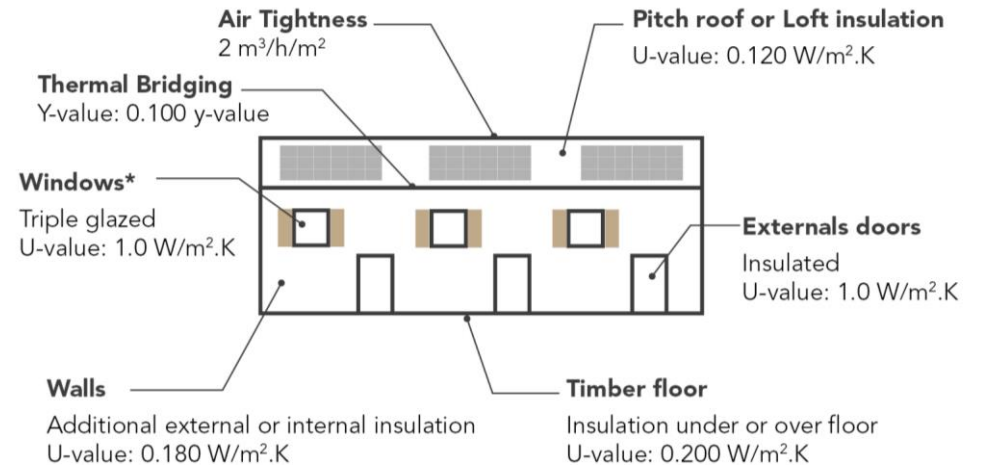 Air Tightness
2 m³/h/m²
Pitch roof or Loft insulation
U-value: 0.120 W/m².K
Thermal Bridging
Y-value: 0.100 y-value
Windows*
Triple glazed
U-value: 1.0 W/m².K
Externals doors
Insulated
U-value: 1.0 W/m².K
Walls
Additional external or internal insulation
U-value: 0.180 W/m².K
Timber floor
Insulation under or over floor
U-value: 0.200 W/m².K